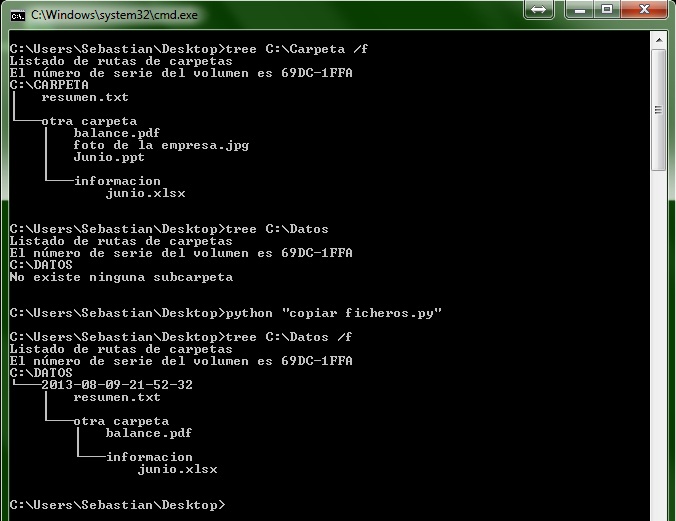 C:\Windows\system32\cmd.exe
C:\Users\Sebastian\Desktop>tree C:\Carpeta /f
Listado de rutas de carpetas
El número de serie del volumen es 69DC-1FFA
C:\CARPETA
resumen.txt
otra carpeta
balance.pdf
foto de la empresa.jpg
Junio.ppt
informacion
junio.xlsx
C:\Users\Sebastian\Desktop>tree C:\Datos
Listado de rutas de carpetas
El número de serie del volumen es 69DC-1FFA
C:\DATOS
No existe ninguna subcarpeta
C:\Users\Sebastian\Desktop>python "copiar ficheros.py"
C:\Users\Sebastian\Desktop>tree C:\Datos /f
Listado de rutas de carpetas
El número de serie del volumen es 69DC-1FFA
C:\DATOS
2013-08-09-21-52-32
resumen.txt
otra carpeta
balance.pdf
informacion
junio.xlsx
C:\Users\Sebastian\Desktop>